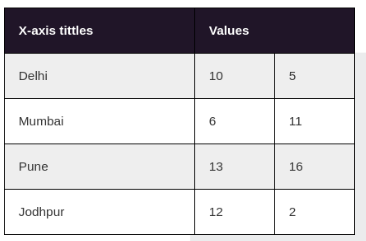 X-axis tittles Values
Delhi 10 5
Mumbai 6 11
Pune 13 16
Jodhpur 12 2